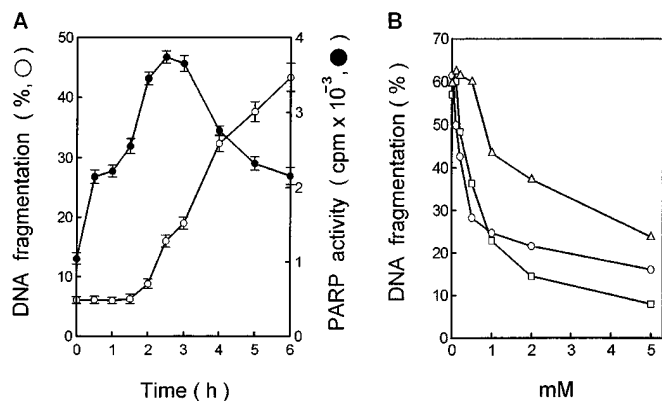 A
DNA fragmentation ( %, ○ )
50
40
30
20
10
0
PARP activity ( cpm x 10⁻³, ● )
4
3
2
1
0
0 1 2 3 4 5 6
Time ( h )
B
DNA fragmentation ( % )
70
60
50
40
30
20
10
0
0 1 2 3 4 5
mM